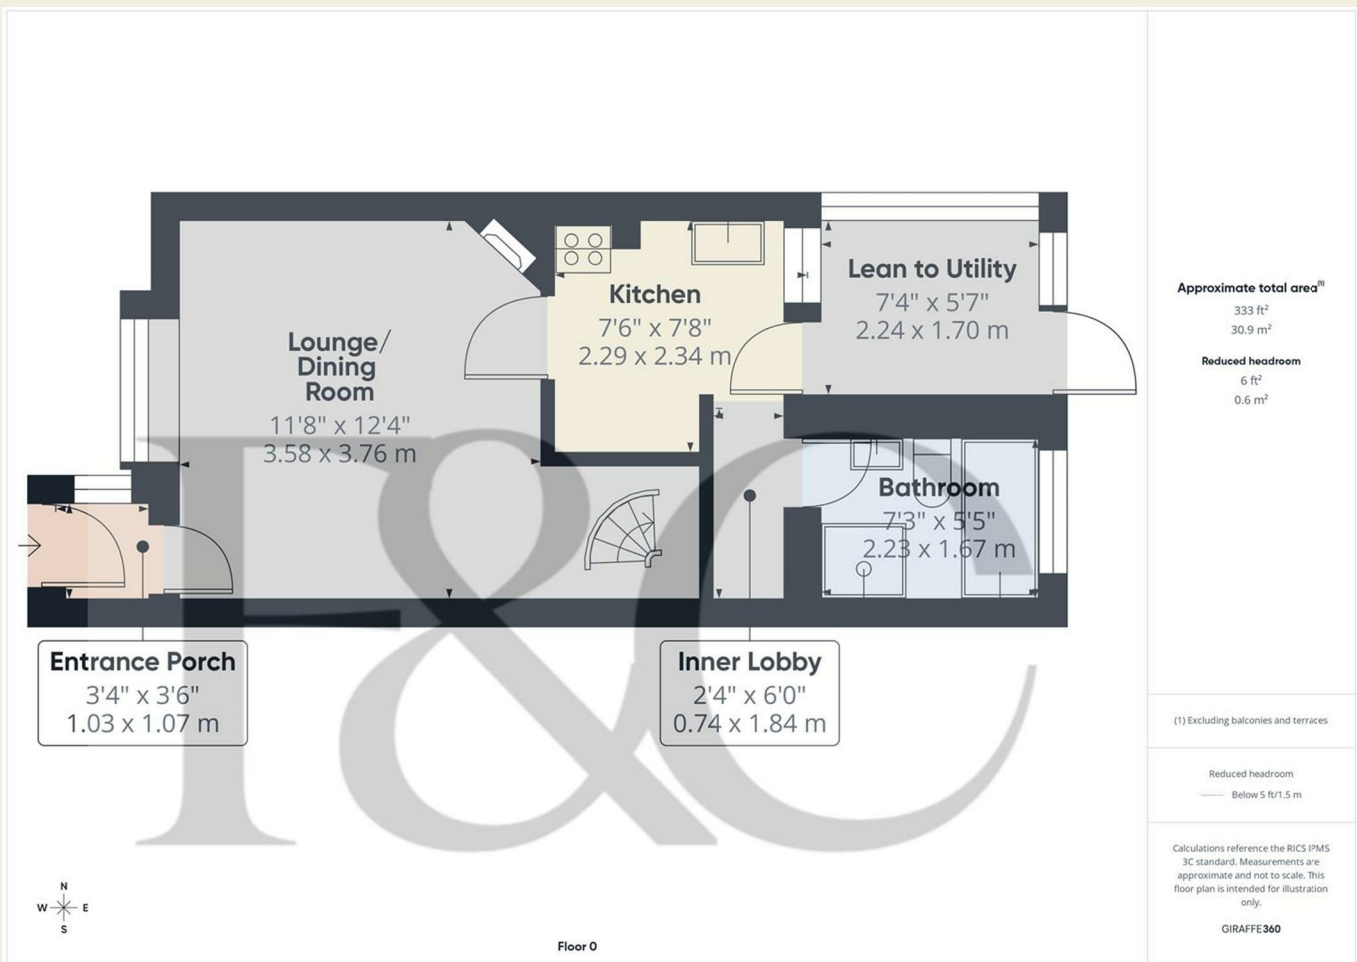 Lounge/
Dining
Room
11'8" x 12'4"
3.58 x 3.76 m
Kitchen
7'6" x 7'8"
2.29 x 2.34 m
Lean to Utility
7'4" x 5'7"
2.24 x 1.70 m
Bathroom
7'3" x 5'5"
2.23 x 1.67 m
Entrance Porch
3'4" x 3'6"
1.03 x 1.07 m
Inner Lobby
2'4" x 6'0"
0.74 x 1.84 m
F&C
N
W E
S
Floor 0
Approximate total area(1)
333 ft²
30.9 m²
Reduced headroom
6 ft²
0.6 m²
(1) Excluding balconies and terraces
Reduced headroom
Below 5 ft/1.5 m
Calculations reference the RICS IPMS
3C standard. Measurements are
approximate and not to scale. This
floor plan is intended for illustration
only.
GIRAFFE360